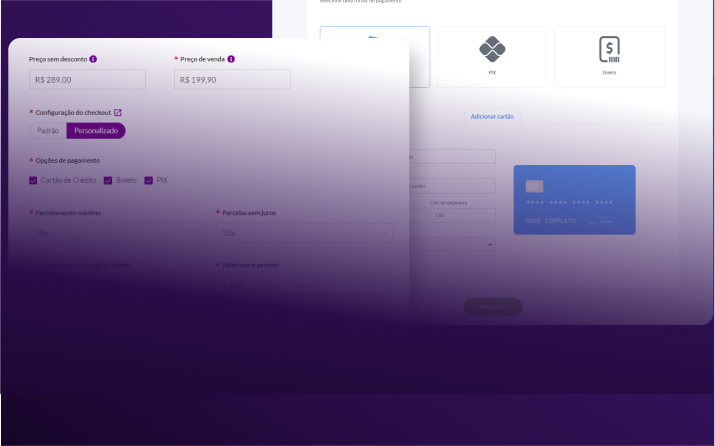 Selecione uma forma de pagamento
PIX
Boleto
Preço sem desconto
* Preço de venda
R$ 289,00
R$ 199,90
* Configuração do checkout
Padrão
Personalizado
* Opções de pagamento
Cartão de Crédito
Boleto
PIX
* Parcelamento máximo
* Parcelas sem juros
10x
10x
* Selecione o período
Adicionar cartão
cartão
Cód. de segurança
CVC
NOME COMPLETO